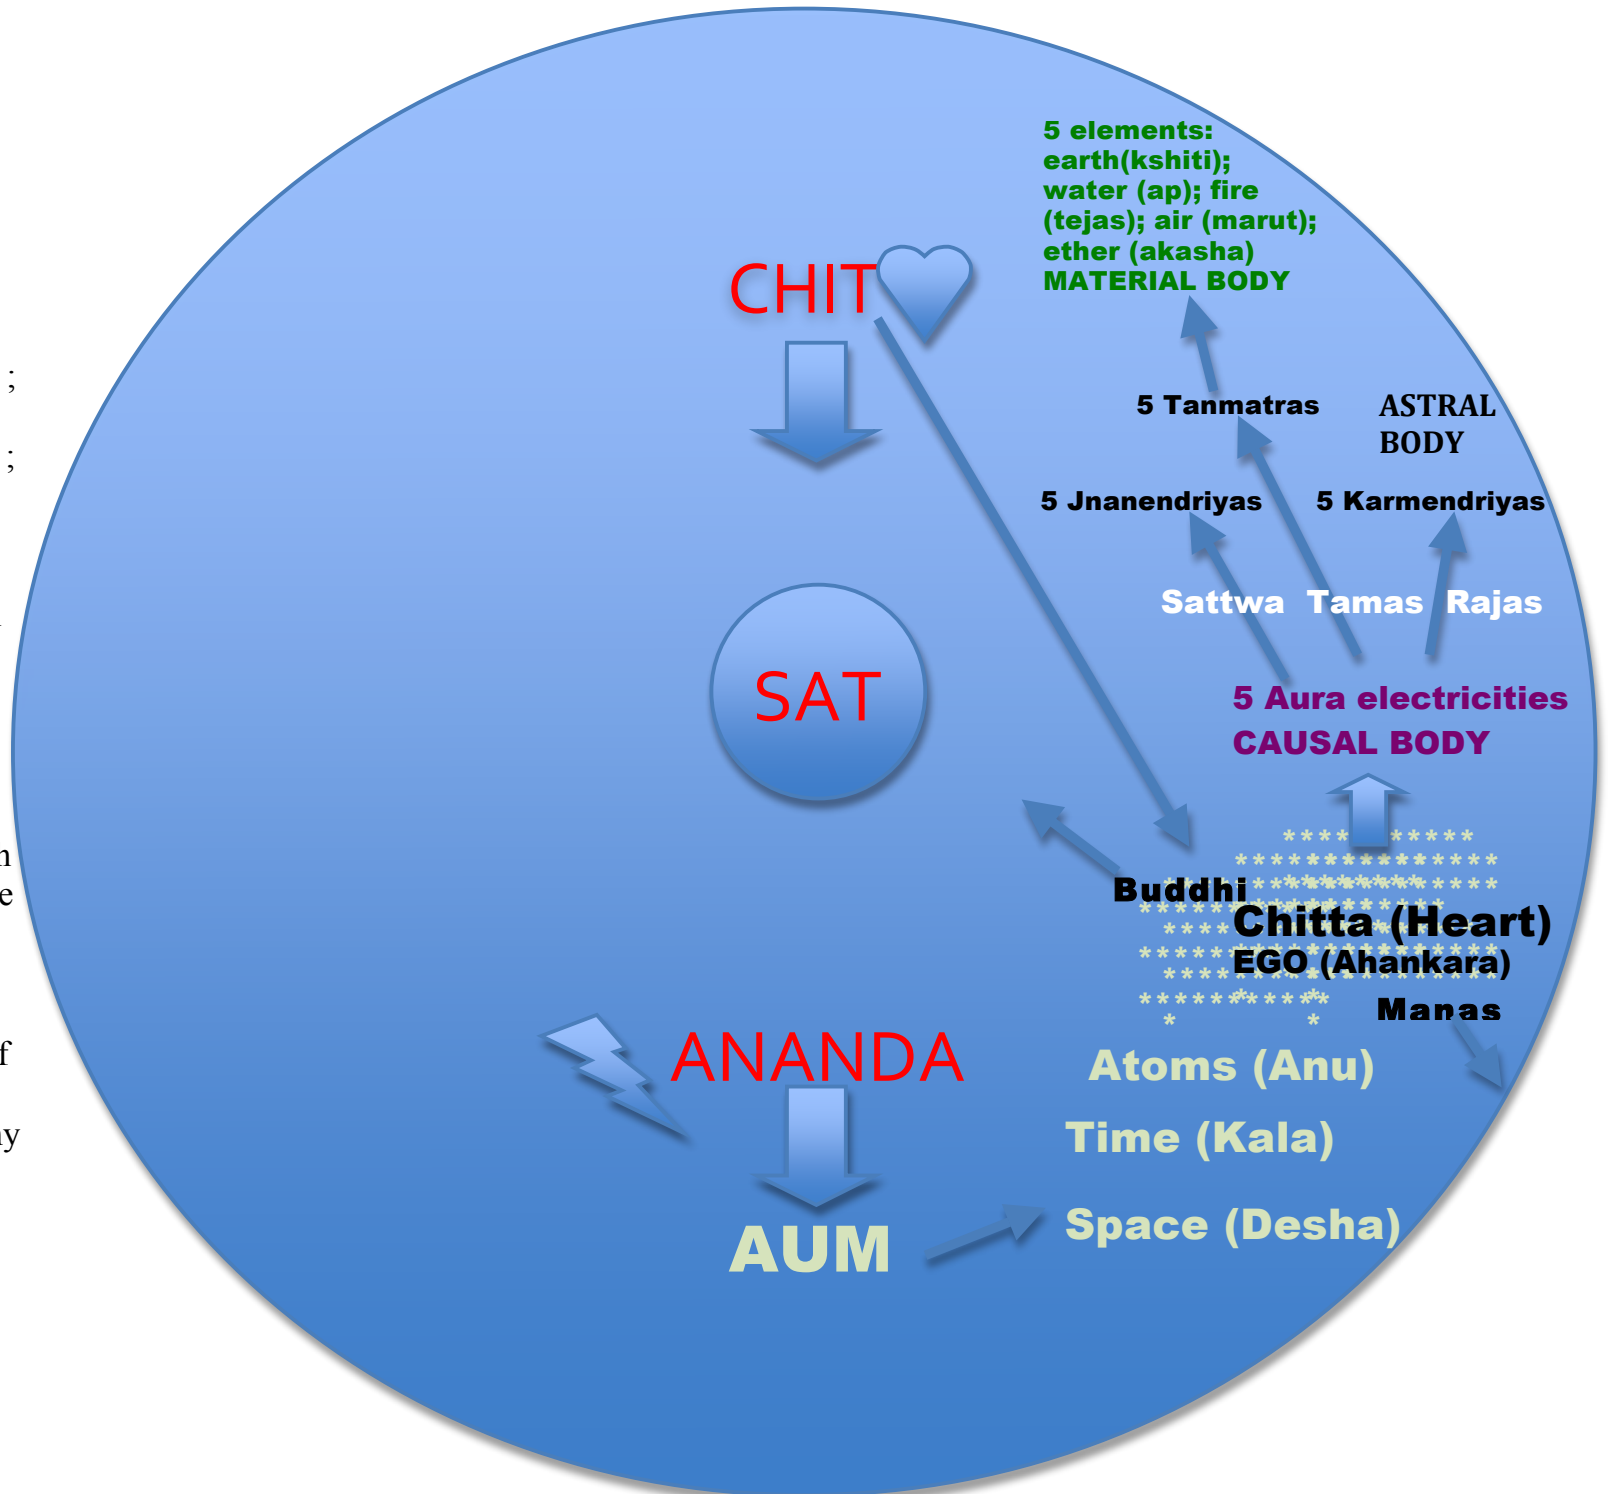 5 elements:
earth(kshiti);
water (ap); fire
(tejas); air (marut);
ether (akasha)
MATERIAL BODY
CHIT
;
5 Tanmatras
ASTRAL
BODY
;
5 Jnanendriyas
5 Karmendriyas
Sattwa Tamas Rajas
SAT
5 Aura electricities
CAUSAL BODY
Buddhi
Chitta (Heart)
EGO (Ahankara)
Manas
ANANDA
Atoms (Anu)
Time (Kala)
Space (Desha)
AUM